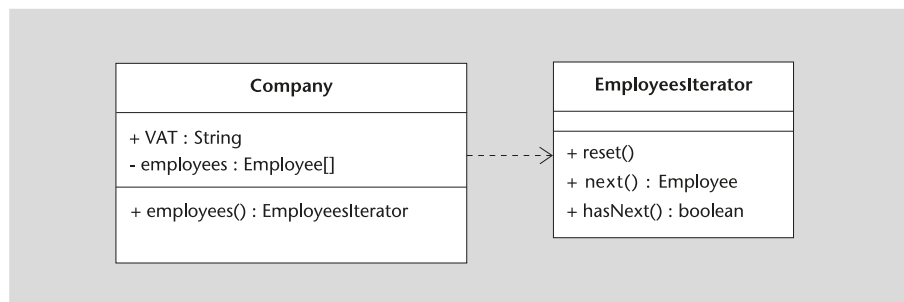 Company
+ VAT : String
- employees : Employee[]
+ employees() : EmployeesIterator
EmployeesIterator
+ reset()
+ next() : Employee
+ hasNext() : boolean